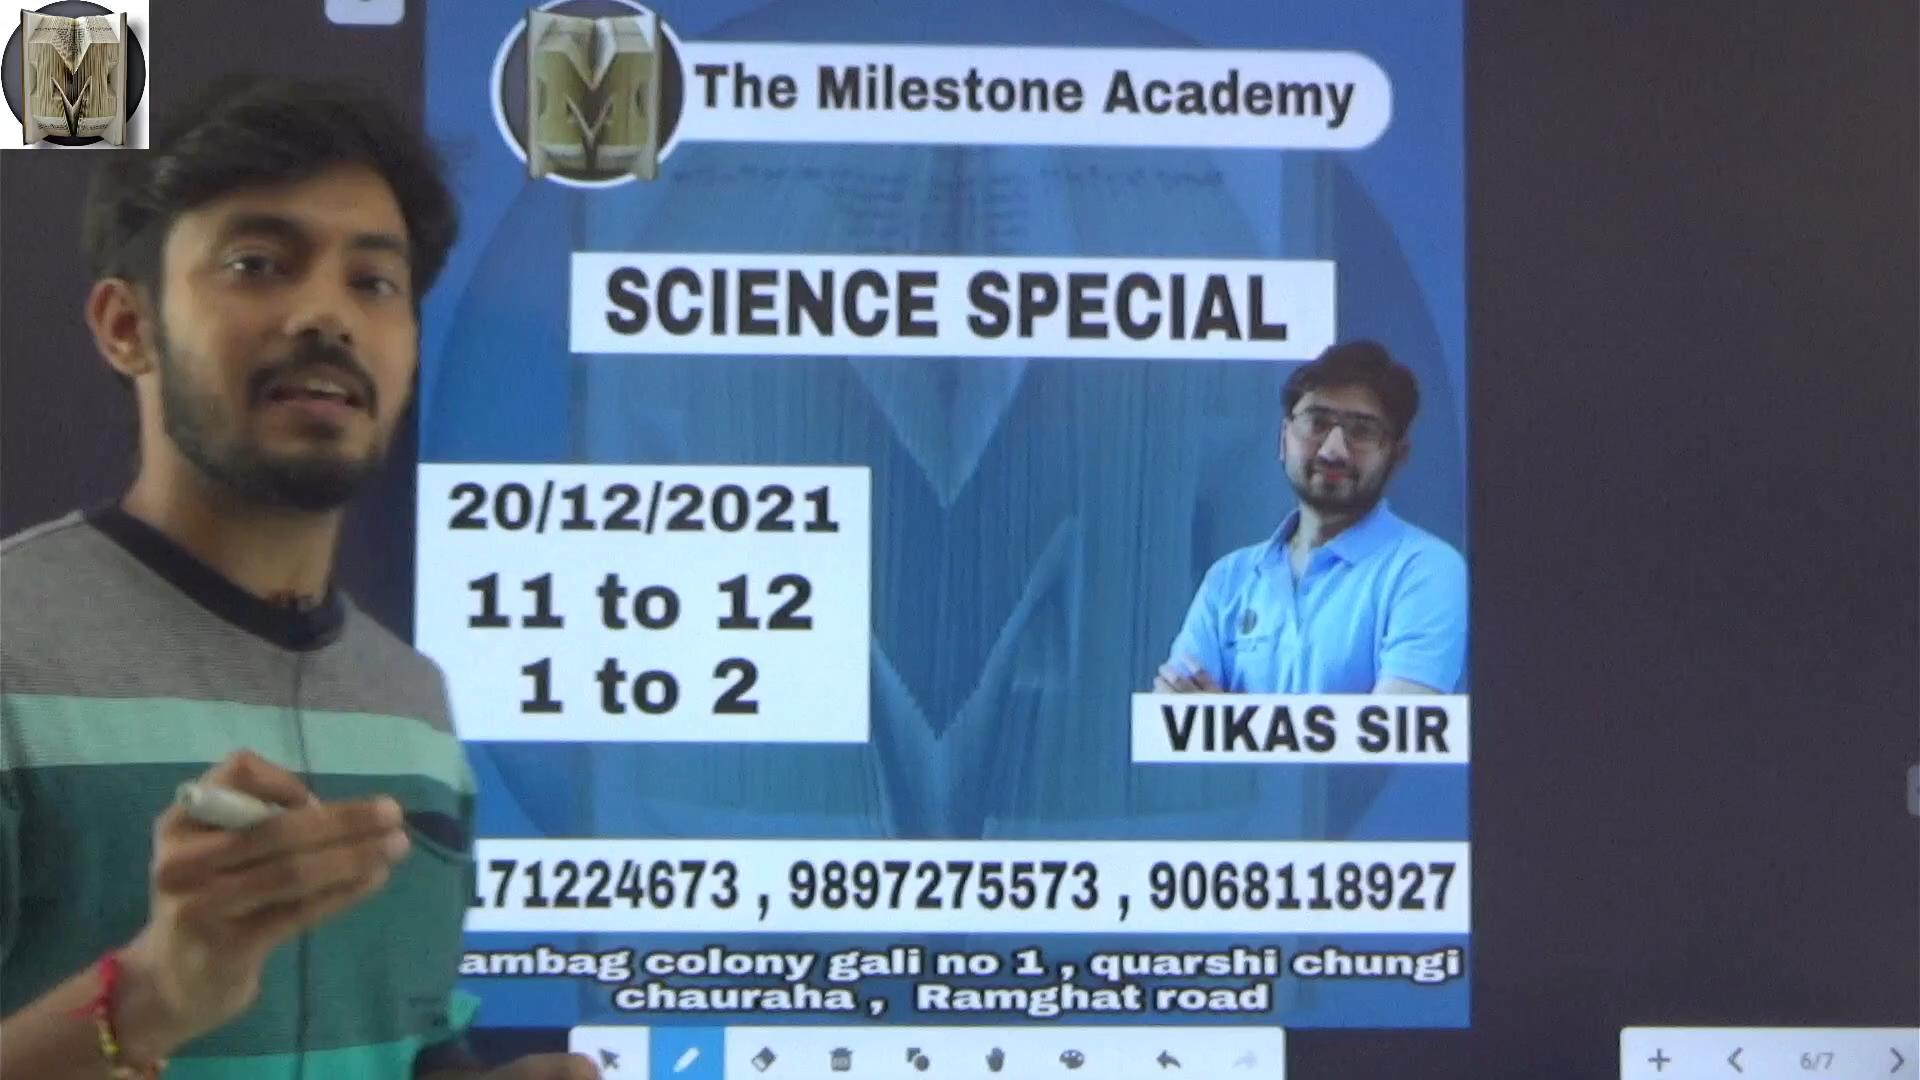 The Milestone Academy
SCIENCE SPECIAL
20/12/2021
11 to 12
1 to 2
VIKAS SIR
171224673 , 9897275573 , 9068118927
ambag colony gali no 1 , quarshi chungi
chauraha , Ramghat road
6/7